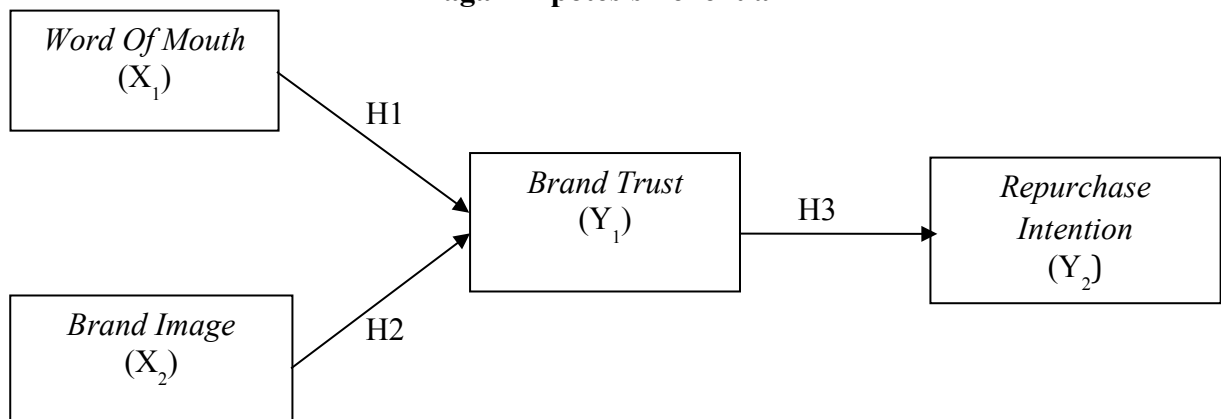 Word Of Mouth
(X₁)
H1
Brand Trust
(Y₁)
H3
Repurchase
Intention
(Y₂)
Brand Image
(X₂)
H2